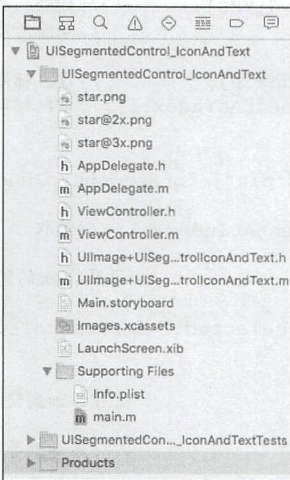 UISegmentedControl_IconAndText
UISegmentedControl_IconAndText
star.png
star@2x.png
star@3x.png
h AppDelegate.h
m AppDelegate.m
h ViewController.h
m ViewController.m
h UIImage+UISeg...trolIconAndText.h
m UIImage+UISeg...trolIconAndText.m
Main.storyboard
Images.xcassets
LaunchScreen.xib
Supporting Files
Info.plist
m main.m
UISegmentedCon..._IconAndTextTests
Products